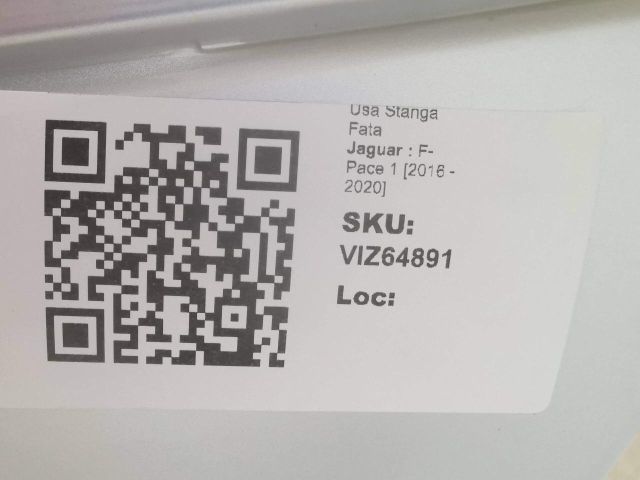 Usa Stanga
Fata
Jaguar : F-
Pace 1 [2016 -
2020]
SKU:
VIZ64891
Loc: